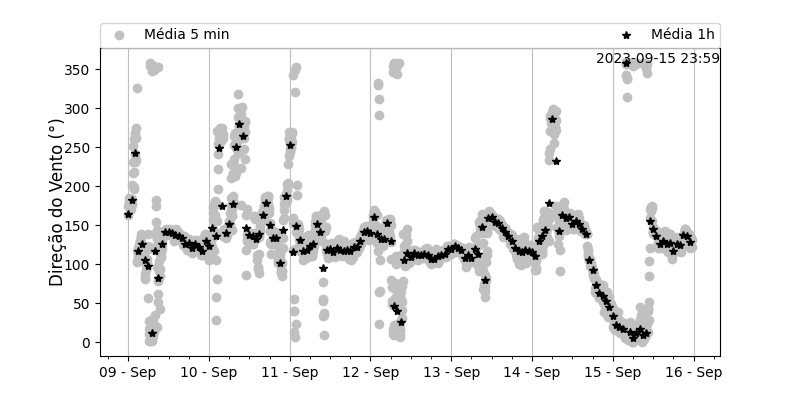 Média 5 min
Média 1h
2023-09-15 23:59
Direção do Vento (°)
350
300
250
200
150
100
50
0
09 - Sep
10 - Sep
11 - Sep
12 - Sep
13 - Sep
14 - Sep
15 - Sep
16 - Sep